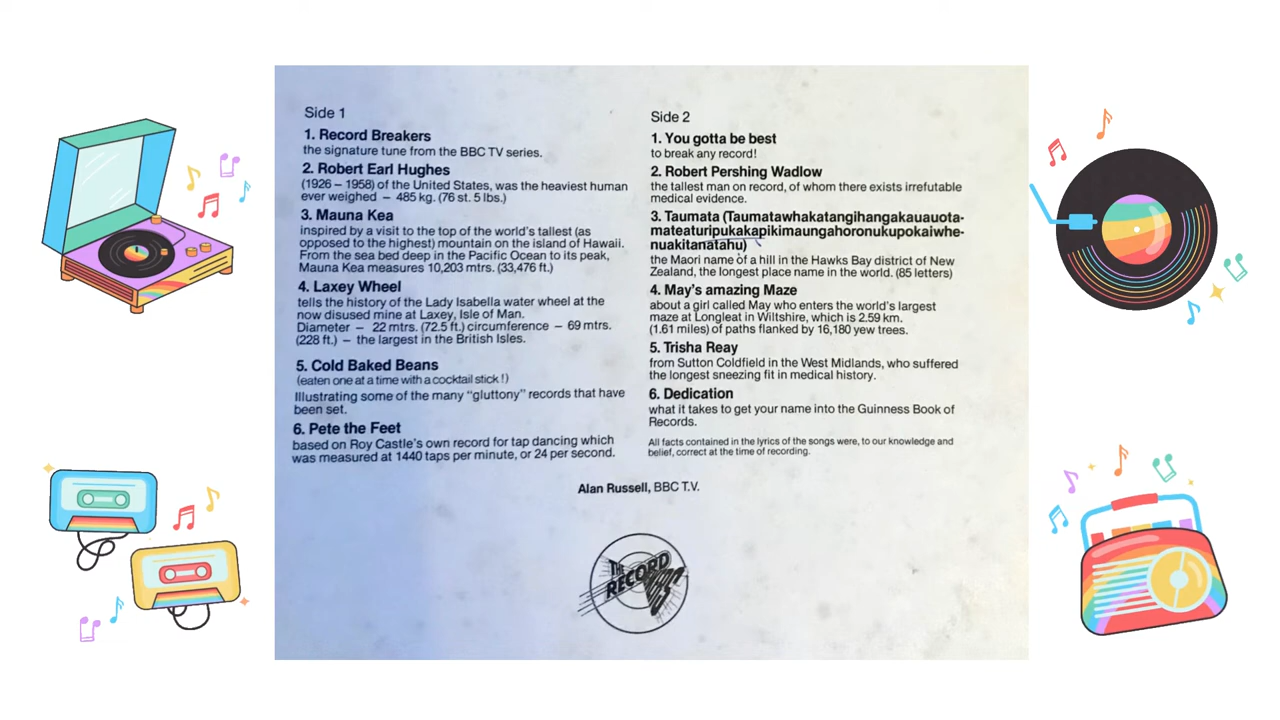 Side 1
1. Record Breakers
the signature tune from the BBC TV series.
2. Robert Earl Hughes
(1926 – 1958) of the United States, was the heaviest human
ever weighed – 485 kg. (76 st. 5 lbs.)
3. Mauna Kea
inspired by a visit to the top of the world's tallest (as
opposed to the highest) mountain on the island of Hawaii.
From the sea bed deep in the Pacific Ocean to its peak,
Mauna Kea measures 10,203 mtrs. (33,476 ft.)
4. Laxey Wheel
tells the history of the Lady Isabella water wheel at the
now disused mine at Laxey, Isle of Man.
Diameter – 22 mtrs. (72.5 ft.) circumference – 69 mtrs.
(228 ft.) – the largest in the British Isles.
5. Cold Baked Beans
(eaten one at a time with a cocktail stick!)
Illustrating some of the many "gluttony" records that have
been set.
6. Pete the Feet
based on Roy Castle's own record for tap dancing which
was measured at 1440 taps per minute, or 24 per second.
Side 2
1. You gotta be best
to break any record!
2. Robert Pershing Wadlow
the tallest man on record, of whom there exists irrefutable
medical evidence.
3. Taumata (Taumatawhakatangihangakauauota-
mateaturipukakapikimaungahoronukupokaiwhe-
nuakitanatahu)
the Maori name of a hill in the Hawks Bay district of New
Zealand, the longest place name in the world. (85 letters)
4. May's amazing Maze
about a girl called May who enters the world's largest
maze at Longleat in Wiltshire, which is 2.59 km.
(1.61 miles) of paths flanked by 16,180 yew trees.
5. Trisha Reay
from Sutton Coldfield in the West Midlands, who suffered
the longest sneezing fit in medical history.
6. Dedication
what it takes to get your name into the Guinness Book of
Records.
All facts contained in the lyrics of the songs were, to our knowledge and
belief, correct at the time of recording.
Alan Russell, BBC T.V.
THE
RECORD